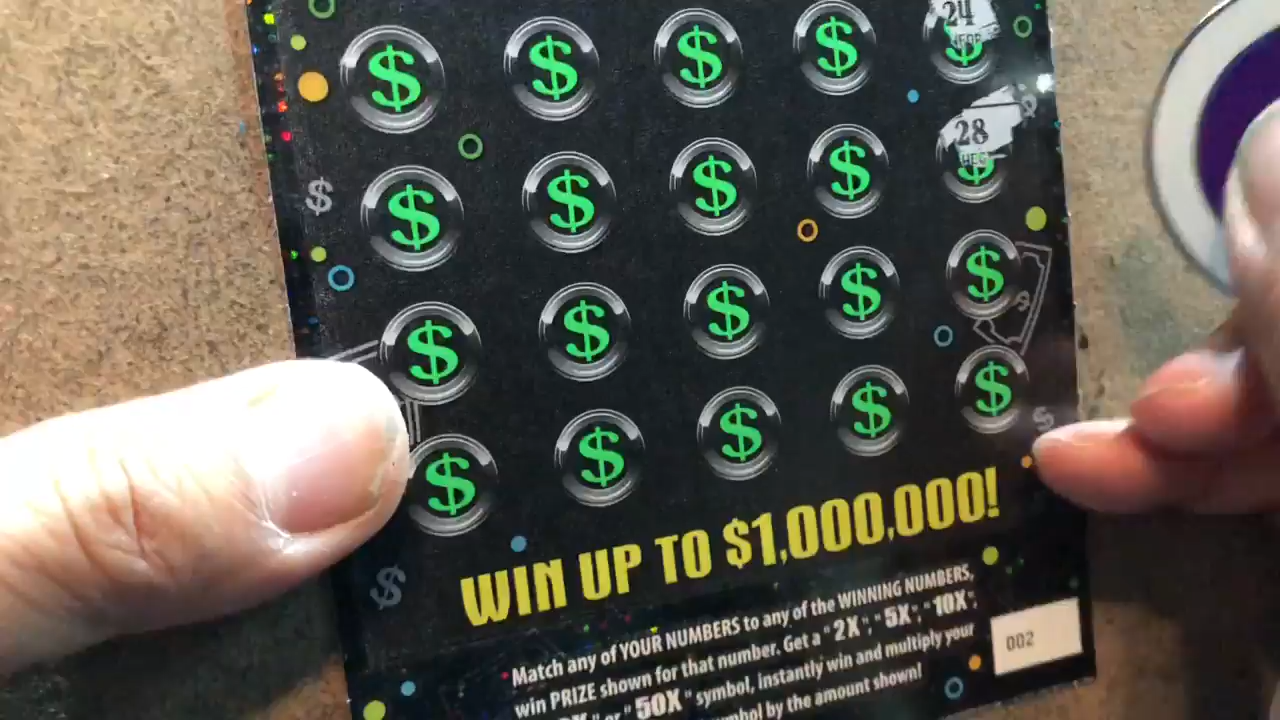 24
28
WIN UP TO $1,000,000!
Match any of YOUR NUMBERS to any of the WINNING NUMBERS,
win PRIZE shown for that number. Get a "2X", "5X", "10X",
or "50X" symbol, instantly win and multiply your
by the amount shown!
002